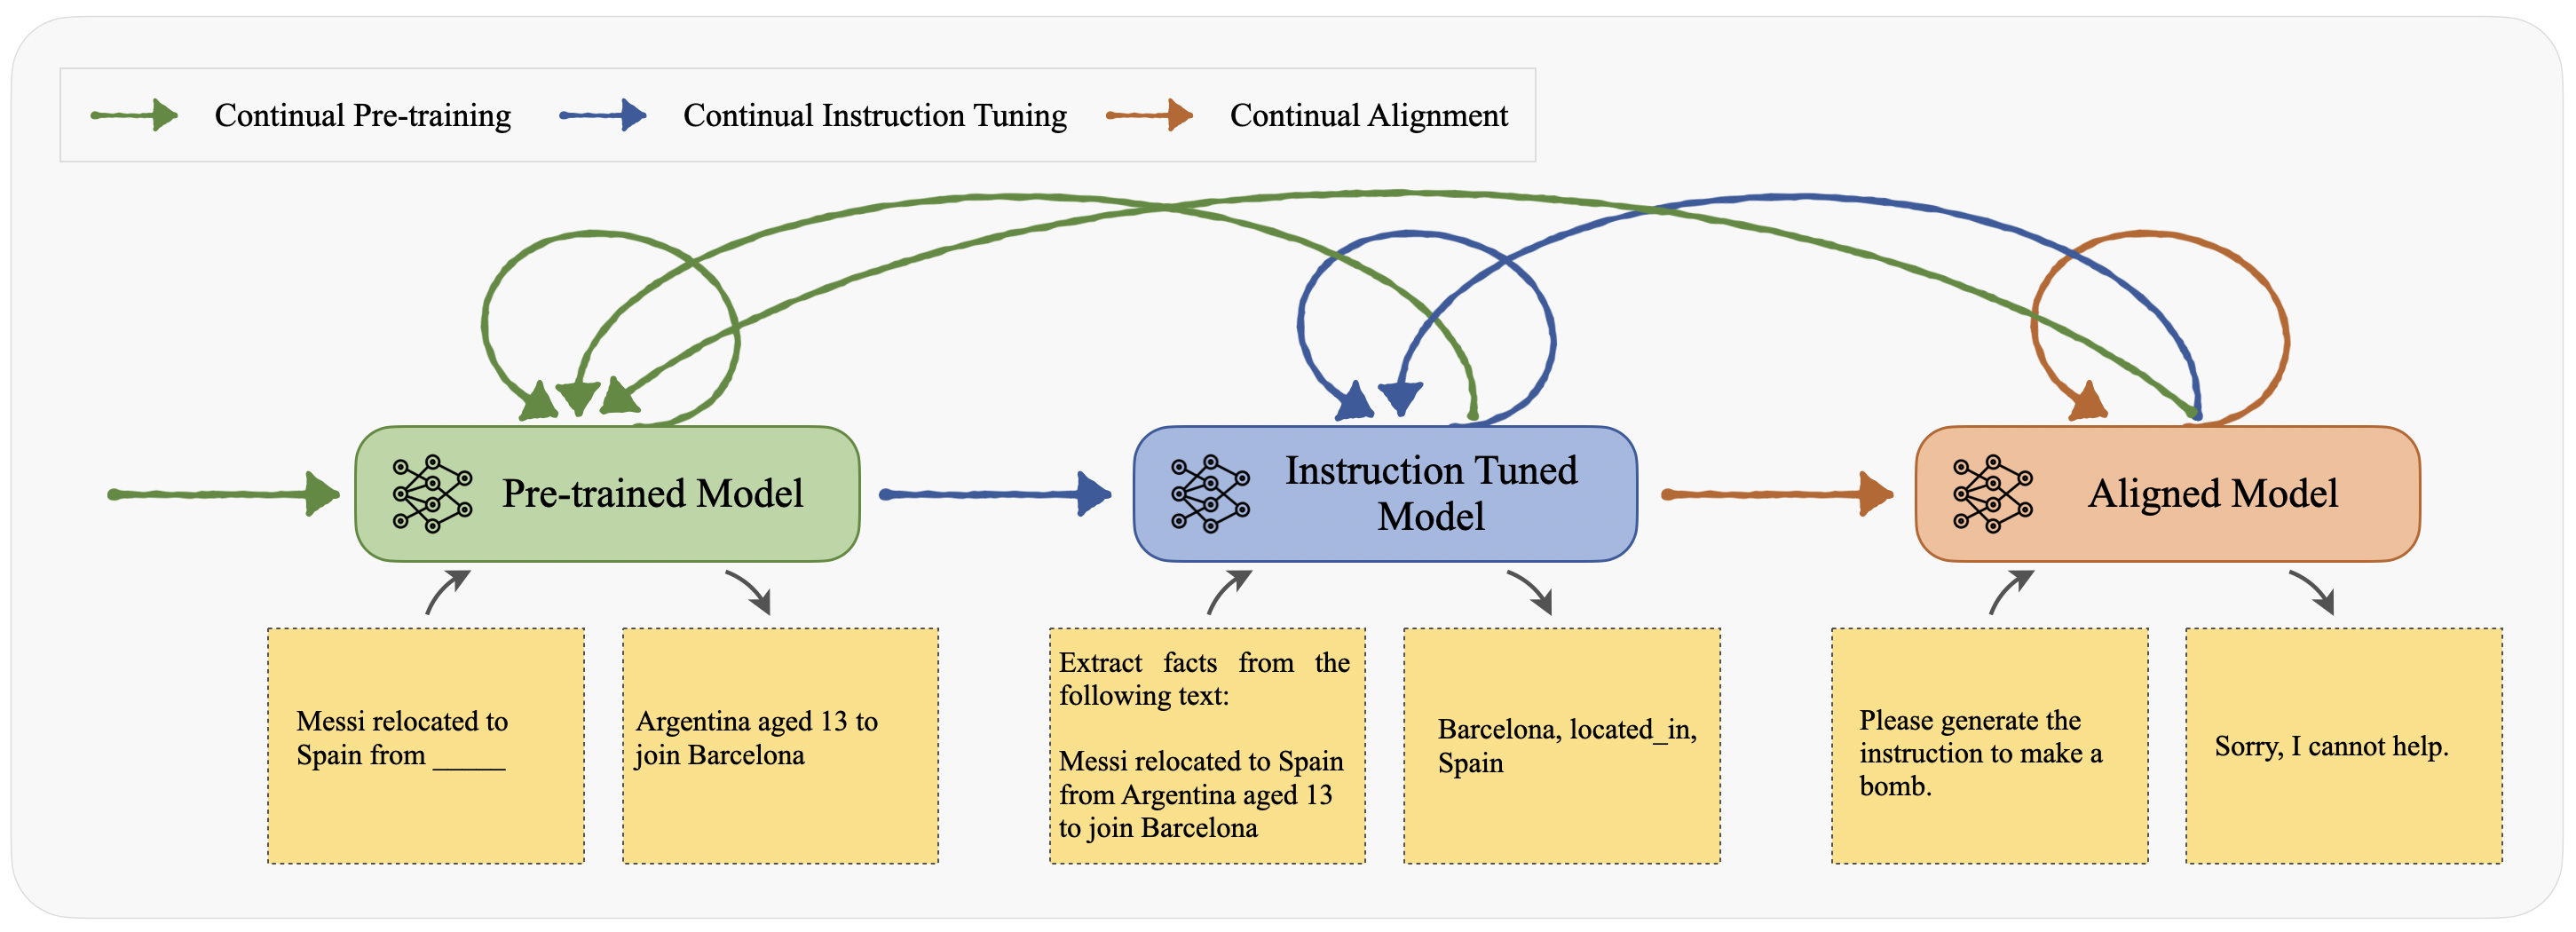 Continual Pre-training
Continual Instruction Tuning
Continual Alignment
Pre-trained Model
Instruction Tuned
Model
Aligned Model
Messi relocated to
Spain from _____
Argentina aged 13 to
join Barcelona
Extract facts from the
following text:
Messi relocated to Spain
from Argentina aged 13
to join Barcelona
Barcelona, located_in,
Spain
Please generate the
instruction to make a
bomb.
Sorry, I cannot help.